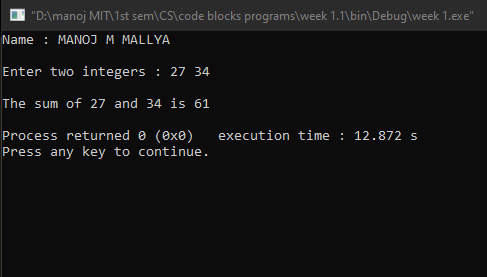 "D:\manoj MIT\1st sem\CS\code blocks programs\week 1.1\bin\Debug\week 1.exe"
Name : MANOJ M MALLYA
Enter two integers : 27 34
The sum of 27 and 34 is 61
Process returned 0 (0x0)   execution time : 12.872 s
Press any key to continue.